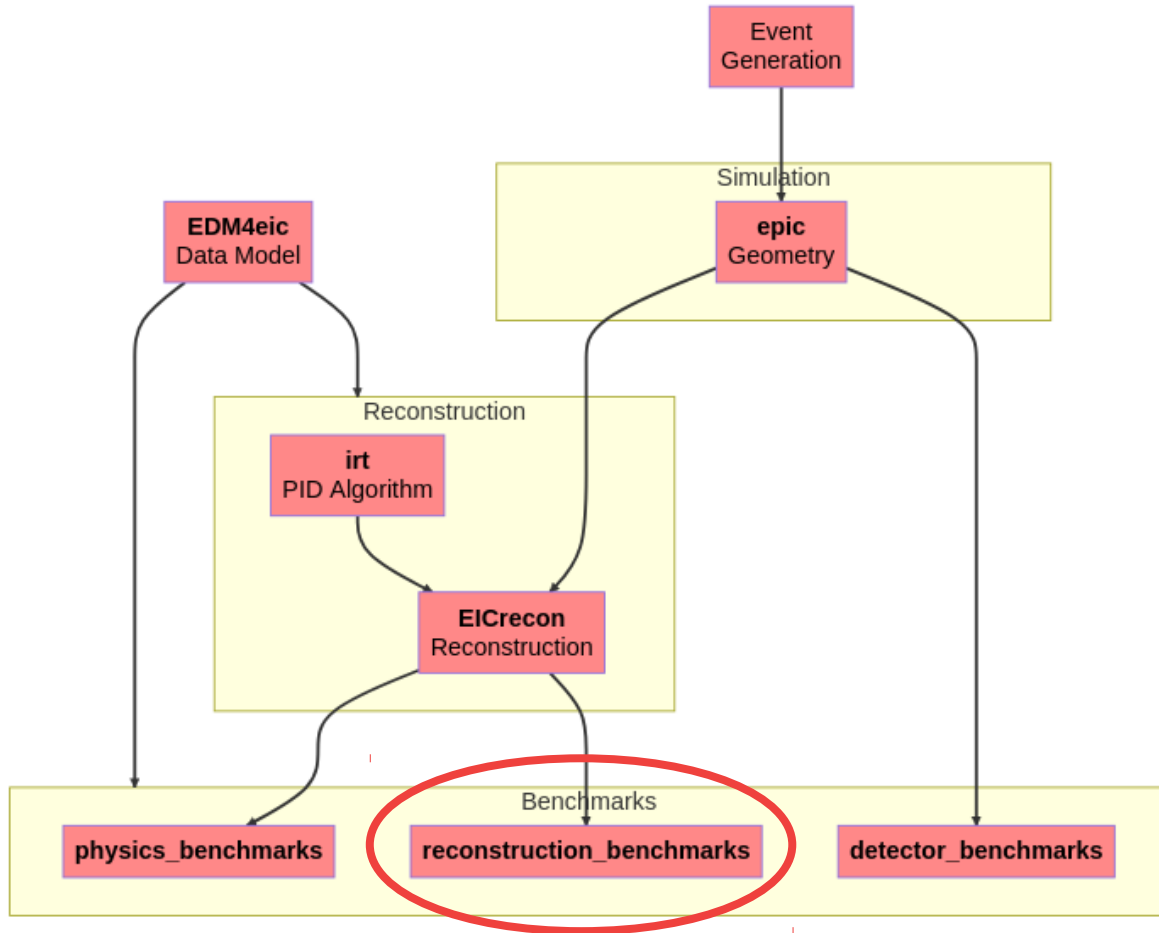 Event
Generation
Simulation
EDM4eic
Data Model
epic
Geometry
Reconstruction
irt
PID Algorithm
EICrecon
Reconstruction
Benchmarks
physics_benchmarks
reconstruction_benchmarks
detector_benchmarks